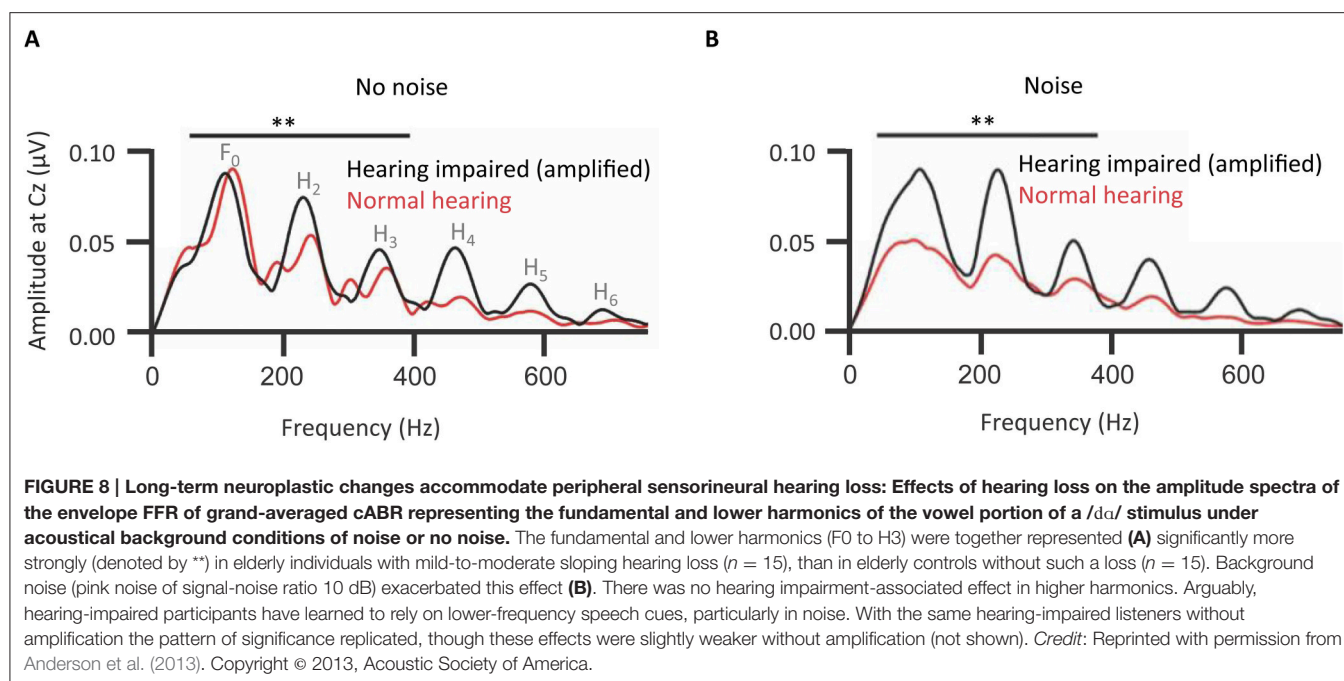 A
No noise
**
Amplitude at Cz (µV)
0.10
0.05
0.00
F0
H2
H3
H4
H5
H6
Hearing impaired (amplified)
Normal hearing
0 200 400 600
Frequency (Hz)
B
Noise
**
0.10
0.05
0.00
Hearing impaired (amplified)
Normal hearing
0 200 400 600
Frequency (Hz)
FIGURE 8 | Long-term neuroplastic changes accommodate peripheral sensorineural hearing loss: Effects of hearing loss on the amplitude spectra of
the envelope FFR of grand-averaged cABR representing the fundamental and lower harmonics of the vowel portion of a /dɑ/ stimulus under
acoustical background conditions of noise or no noise. The fundamental and lower harmonics (F0 to H3) were together represented (A) significantly more
strongly (denoted by **) in elderly individuals with mild-to-moderate sloping hearing loss (n = 15), than in elderly controls without such a loss (n = 15). Background
noise (pink noise of signal-noise ratio 10 dB) exacerbated this effect (B). There was no hearing impairment-associated effect in higher harmonics. Arguably,
hearing-impaired participants have learned to rely on lower-frequency speech cues, particularly in noise. With the same hearing-impaired listeners without
amplification the pattern of significance replicated, though these effects were slightly weaker without amplification (not shown). Credit: Reprinted with permission from
Anderson et al. (2013). Copyright © 2013, Acoustic Society of America.